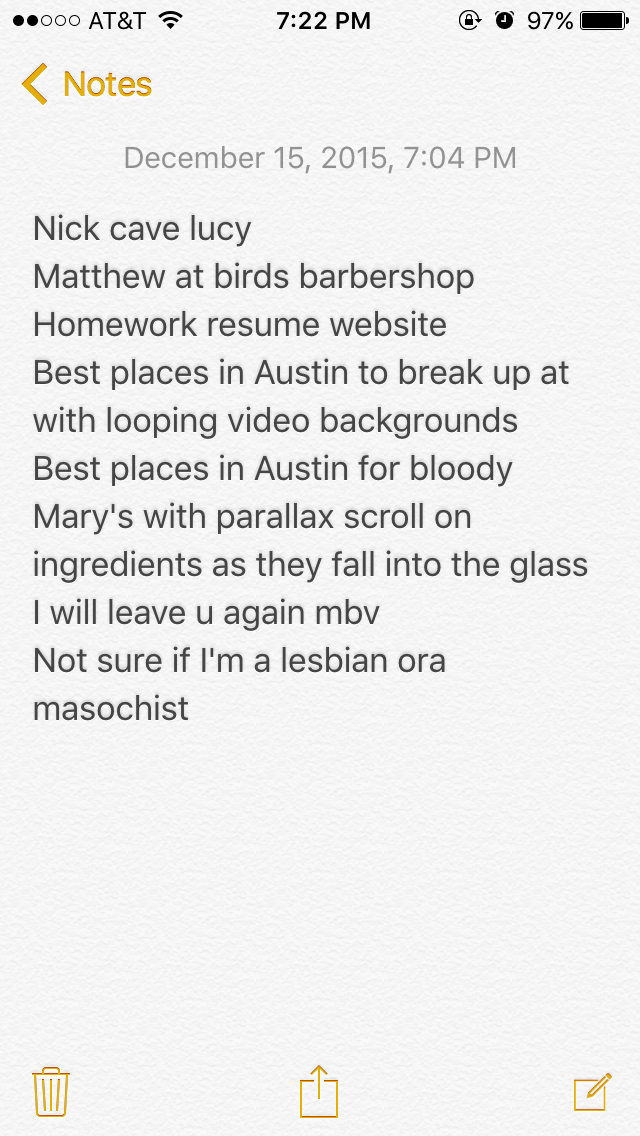 AT&T 7:22 PM 97%
Notes
December 15, 2015, 7:04 PM
Nick cave lucy
Matthew at birds barbershop
Homework resume website
Best places in Austin to break up at
with looping video backgrounds
Best places in Austin for bloody
Mary's with parallax scroll on
ingredients as they fall into the glass
I will leave u again mbv
Not sure if I'm a lesbian ora
masochist